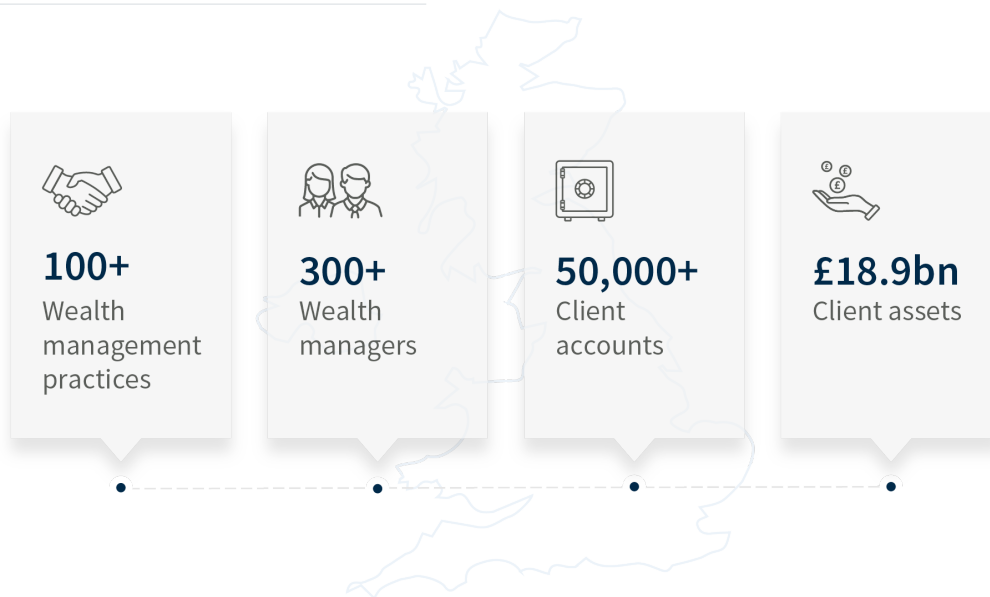 100+
Wealth
management
practices
300+
Wealth
managers
50,000+
Client
accounts
£18.9bn
Client assets